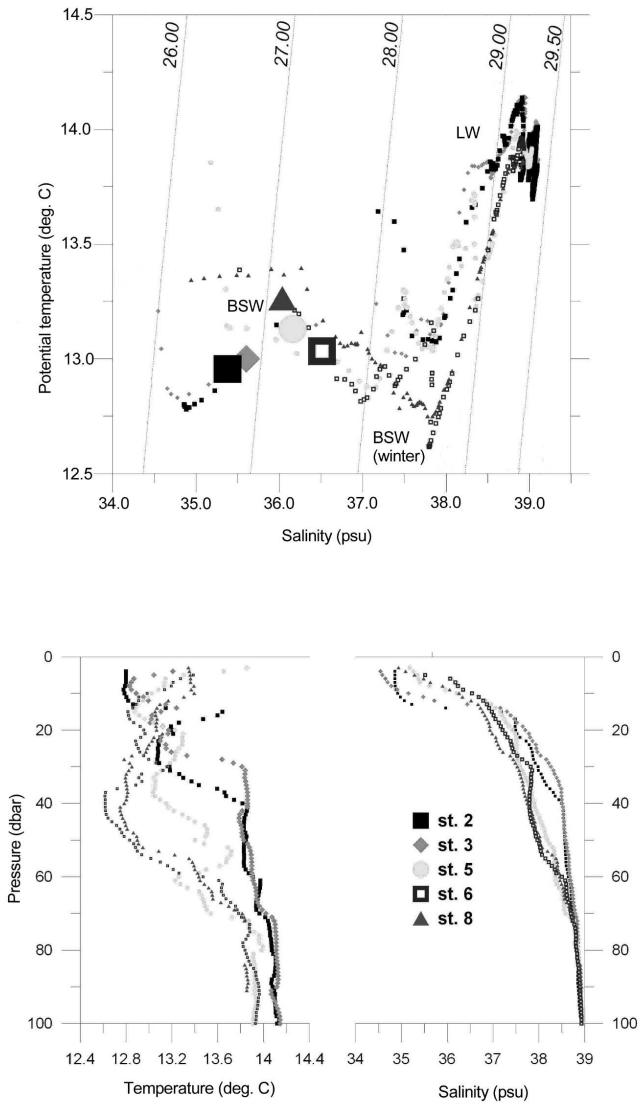 26.00
27.00
28.00
29.00
29.50
14.5
14.0
13.5
13.0
12.5
Potential temperature (deg. C)
LW
BSW
BSW
(winter)
34.0 35.0 36.0 37.0 38.0 39.0
Salinity (psu)
0
20
40
60
80
100
Pressure (dbar)
12.4 12.8 13.2 13.6 14 14.4
Temperature (deg. C)
st. 2
st. 3
st. 5
st. 6
st. 8
0
20
40
60
80
100
34 35 36 37 38 39
Salinity (psu)